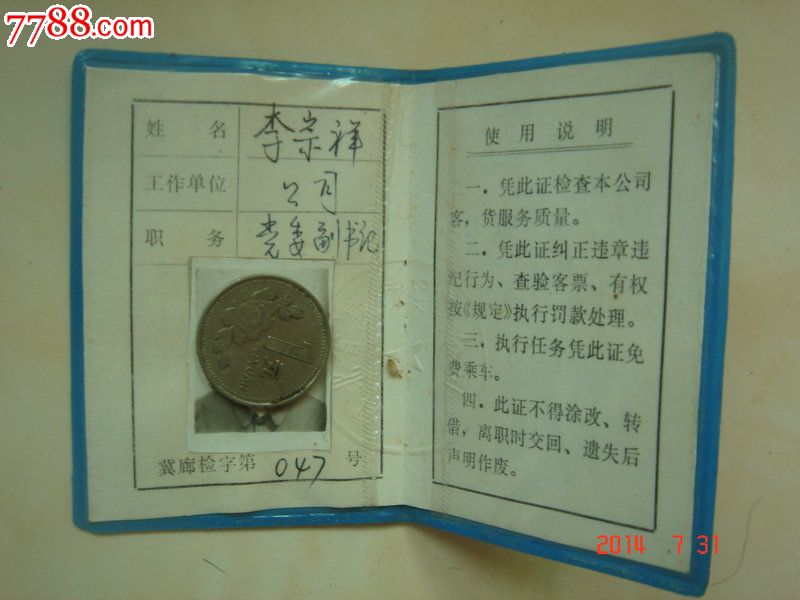 7788.com
姓 名 李宗祥
工作单位 公司
职 务 党委副书记
冀廊检字第 047 号
使用说明
一．凭此证检查本公司
客，货服务质量。
二．凭此证纠正违章违
纪行为、查验客票、有权
按《规定》执行罚款处理。
三．执行任务凭此证免
费乘车。
四．此证不得涂改、转
借，离职时交回、遗失后
声明作废。
2014 7 31